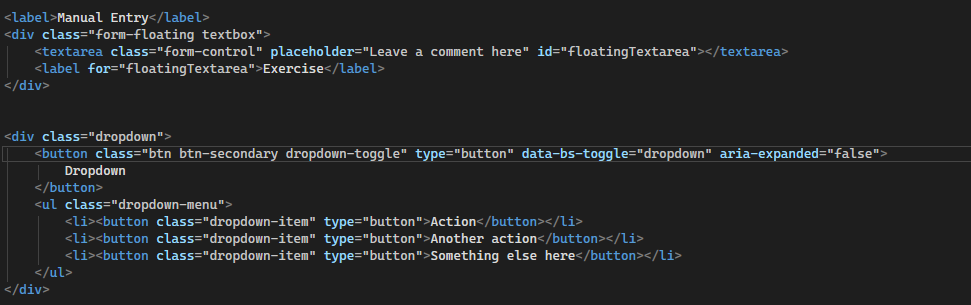 <label>Manual Entry</label>
<div class="form-floating textbox">
<textarea class="form-control" placeholder="Leave a comment here" id="floatingTextarea"></textarea>
<label for="floatingTextarea">Exercise</label>
</div>
<div class="dropdown">
<button class="btn btn-secondary dropdown-toggle" type="button" data-bs-toggle="dropdown" aria-expanded="false">
Dropdown
</button>
<ul class="dropdown-menu">
<li><button class="dropdown-item" type="button">Action</button></li>
<li><button class="dropdown-item" type="button">Another action</button></li>
<li><button class="dropdown-item" type="button">Something else here</button></li>
</ul>
</div>